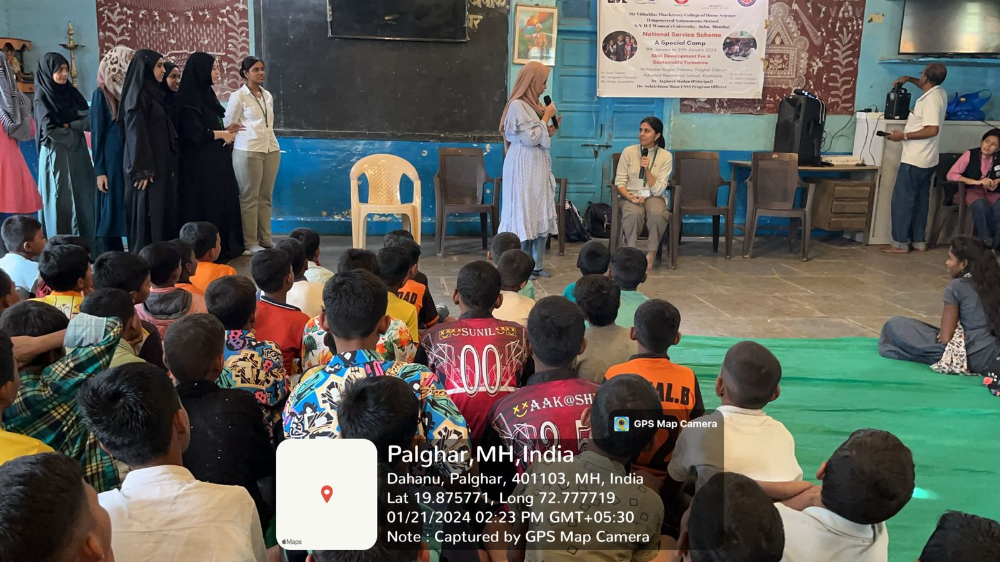 Sir Vithaldas Thackersey College of Home Science
(Empowered Autonomous Status)
S.N.D.T Women's University, Juhu, Mumbai
National Service Scheme
A Special Camp
19th January to 25th January 2024
Skill Development For A
Sustainable Tomorrow
Mahaveer Nagar, Dahanu, Palghar District
Adopted Residential School, Khambale
Dr. Jagmeet Madan (Principal)
Dr. Sulakshana Mane (NSS Program Officer)
SUNIL
00
AAK@SH
AL.B
GPS Map Camera
Palghar,MH,India
Dahanu, Palghar, 401103, MH, India
Lat 19.875771, Long 72.777719
01/21/2024 02:23 PM GMT+05:30
Note : Captured by GPS Map Camera
Maps